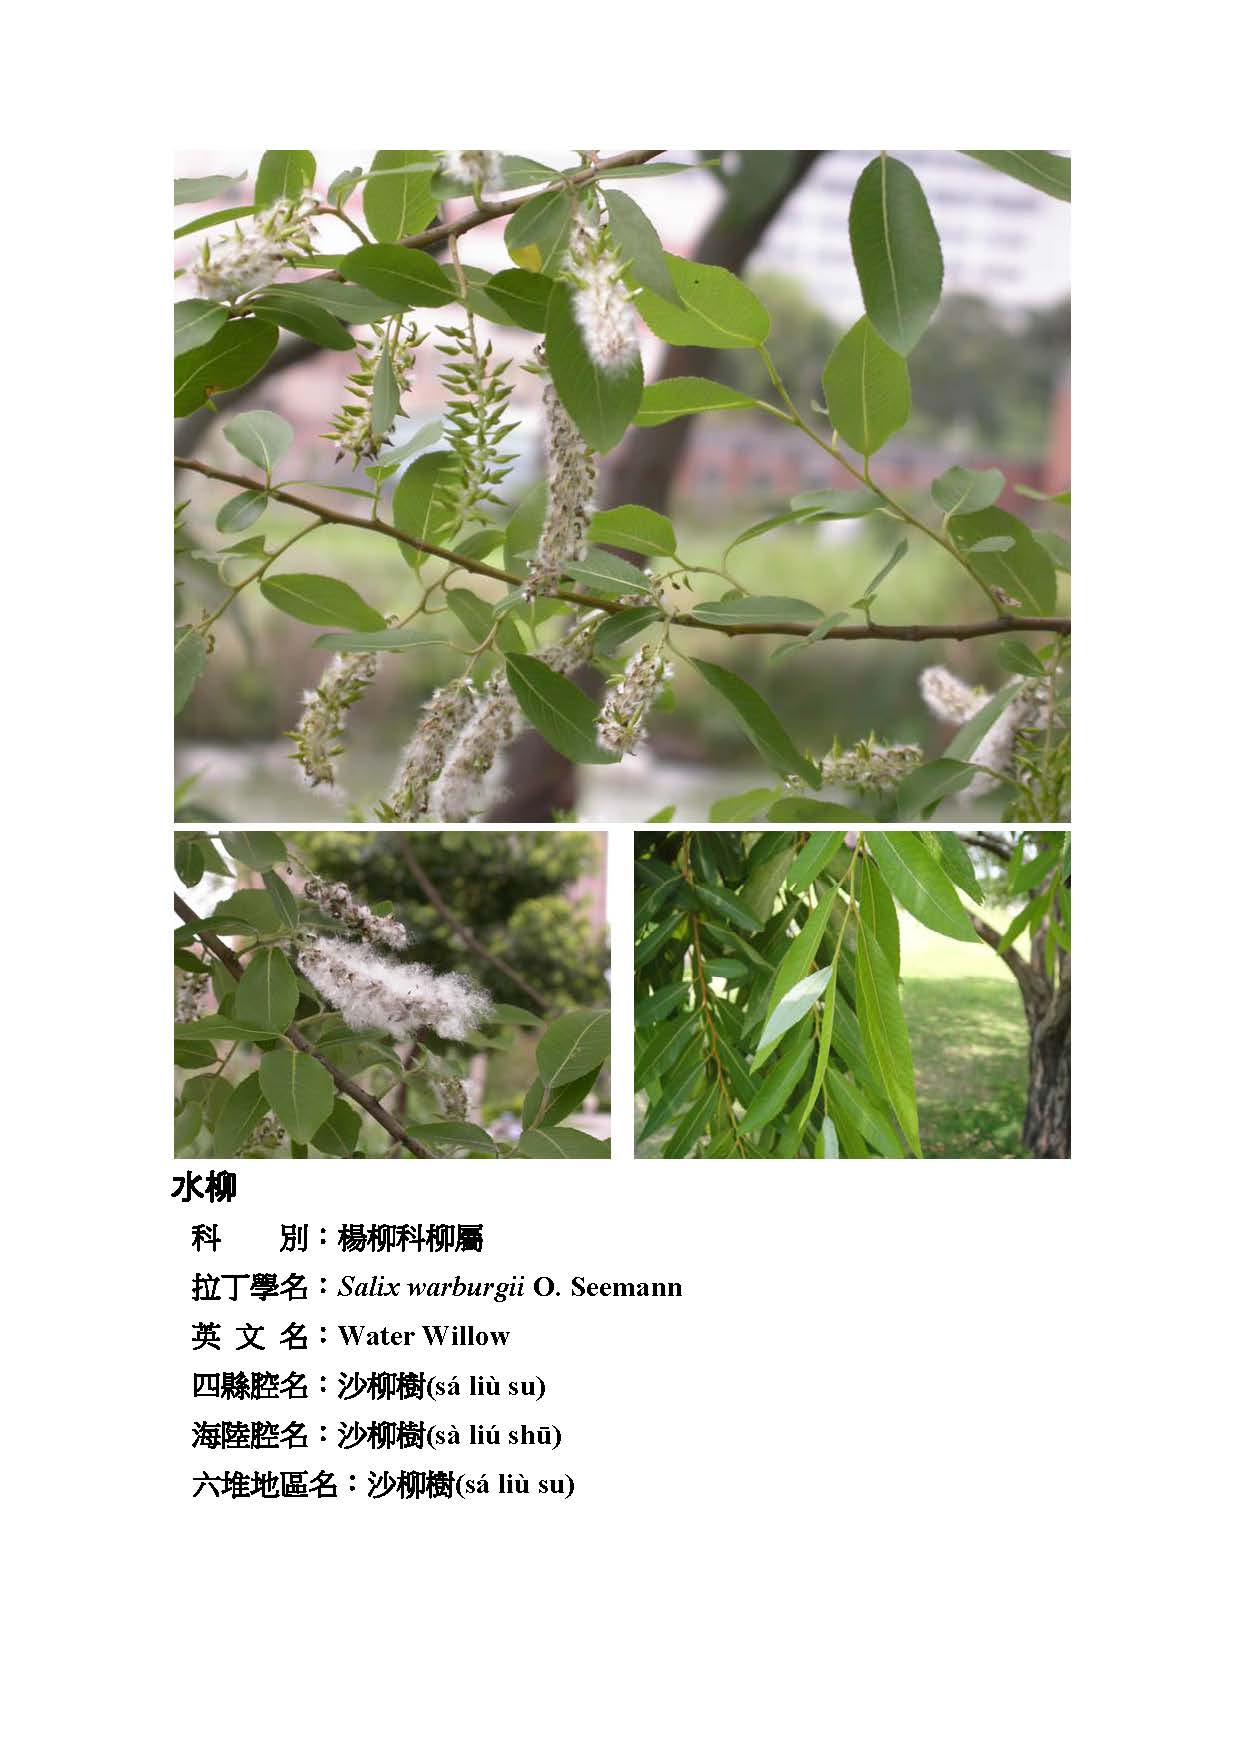 水柳
科　　別：楊柳科柳屬
拉丁學名：Salix warburgii O. Seemann
英 文 名：Water Willow
四縣腔名：沙柳樹(sá liù su)
海陸腔名：沙柳樹(sà liú shū)
六堆地區名：沙柳樹(sá liù su)